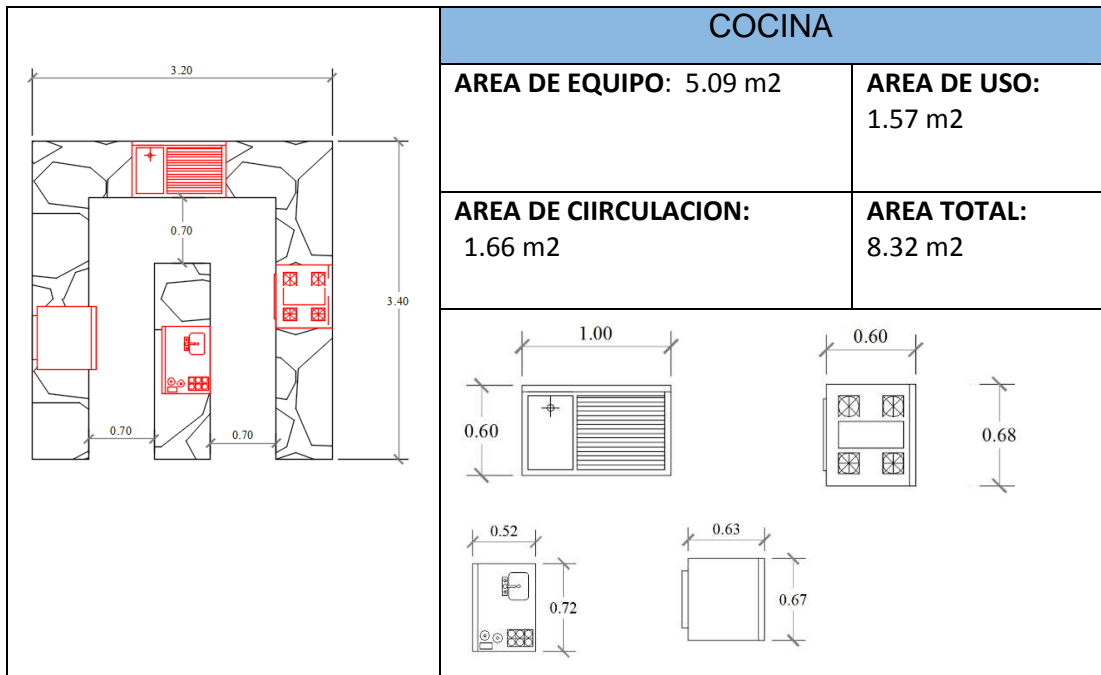 3.20
3.40
0.70
0.70
0.70
COCINA
AREA DE EQUIPO: 5.09 m2
AREA DE USO:
1.57 m2
AREA DE CIIRCULACION:
1.66 m2
AREA TOTAL:
8.32 m2
1.00
0.60
0.60
0.68
0.52
0.72
0.63
0.67